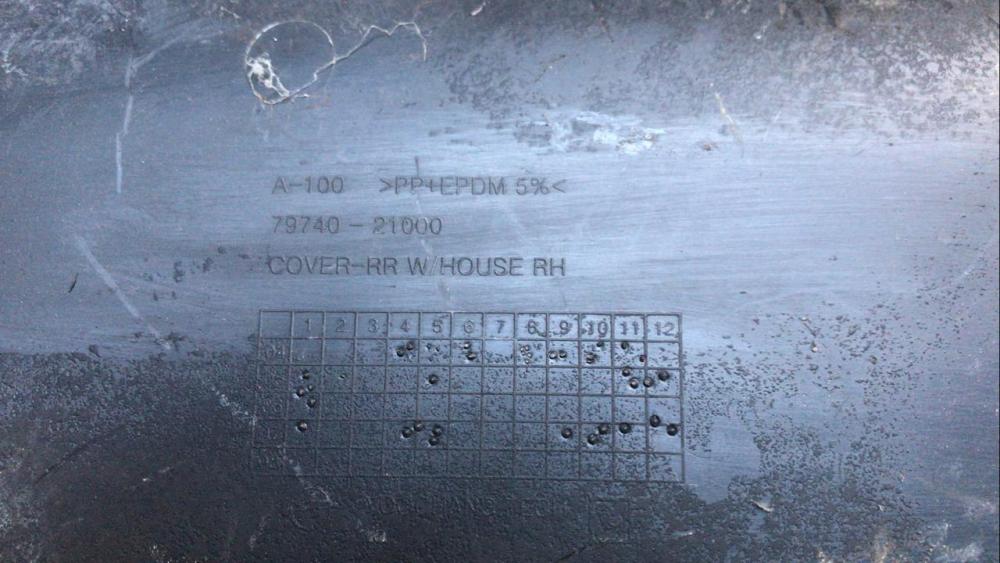 A-100 >PP+EPDM 5%<
79740 - 21000
COVER-RR W/HOUSE RH
1 2 3 4 5 6 7 8 9 10 11 12
04